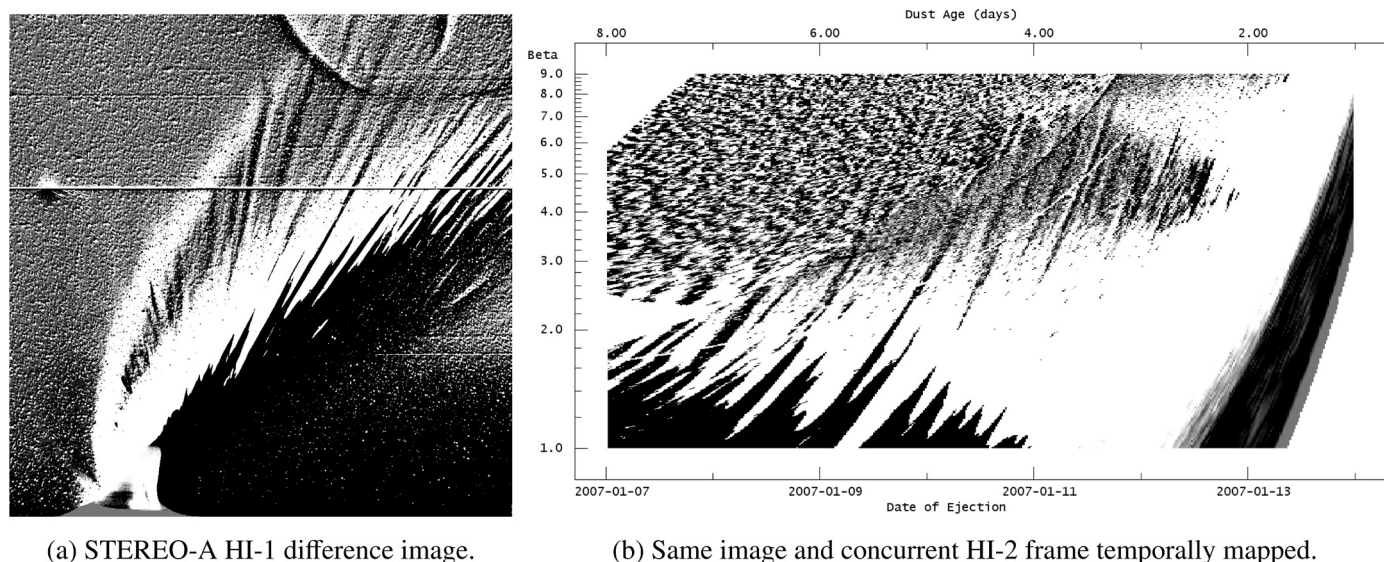 Dust Age (days)
8.00 6.00 4.00 2.00
Beta
9.0
8.0
7.0
6.0
5.0
4.0
3.0
2.0
1.0
2007-01-07 2007-01-09 2007-01-11 2007-01-13
Date of Ejection
(a) STEREO-A HI-1 difference image. (b) Same image and concurrent HI-2 frame temporally mapped.